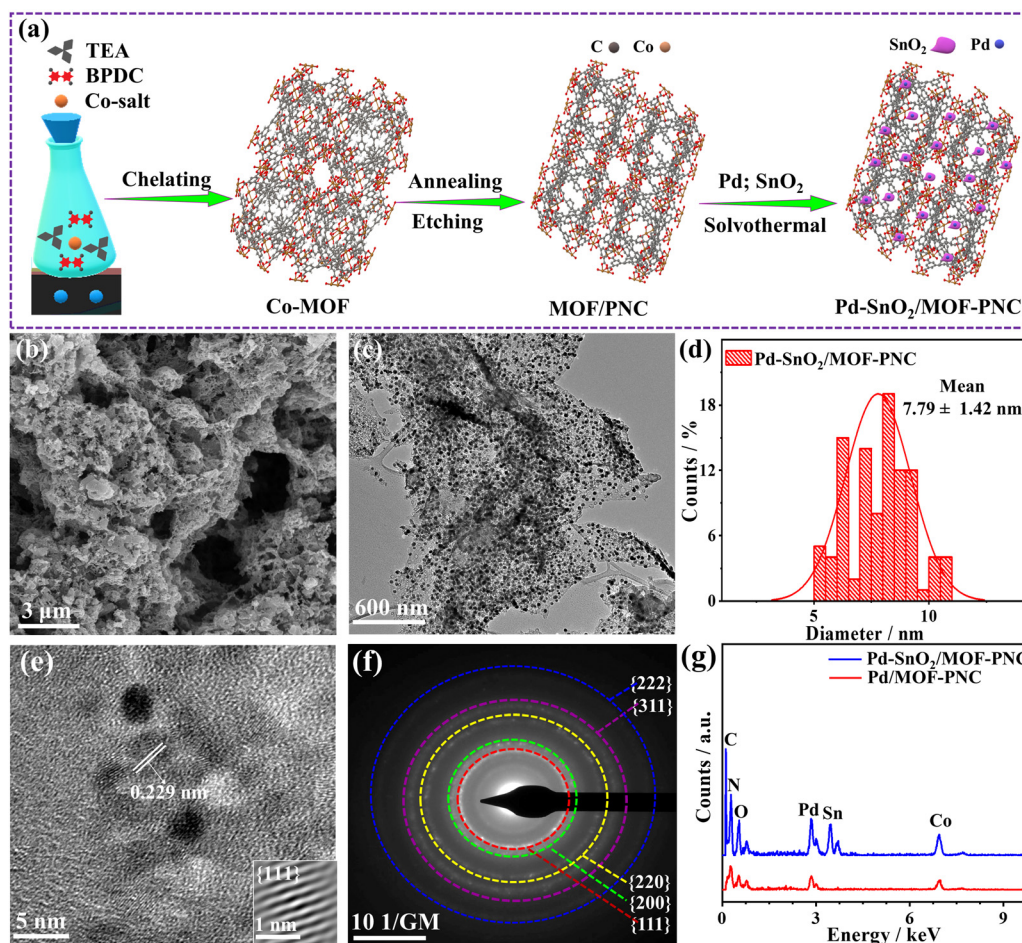 (a)
TEA
BPDC
Co-salt
Chelating
Co-MOF
Annealing
Etching
C Co
MOF/PNC
Pd; SnO₂
Solvothermal
SnO₂ Pd
Pd-SnO₂/MOF-PNC
(b)
3 μm
(c)
600 nm
(d)
Pd-SnO₂/MOF-PNC
Mean
7.79 ± 1.42 nm
Counts / %
18
12
6
0
5 10
Diameter / nm
(e)
0.229 nm
5 nm
{111}
1 nm
(f)
{222}
{311}
{220}
{200}
{111}
10 1/GM
(g)
Pd-SnO₂/MOF-PNC
Pd/MOF-PNC
Counts / a.u.
C
N
O
Pd
Sn
Co
0 3 6 9
Energy / keV